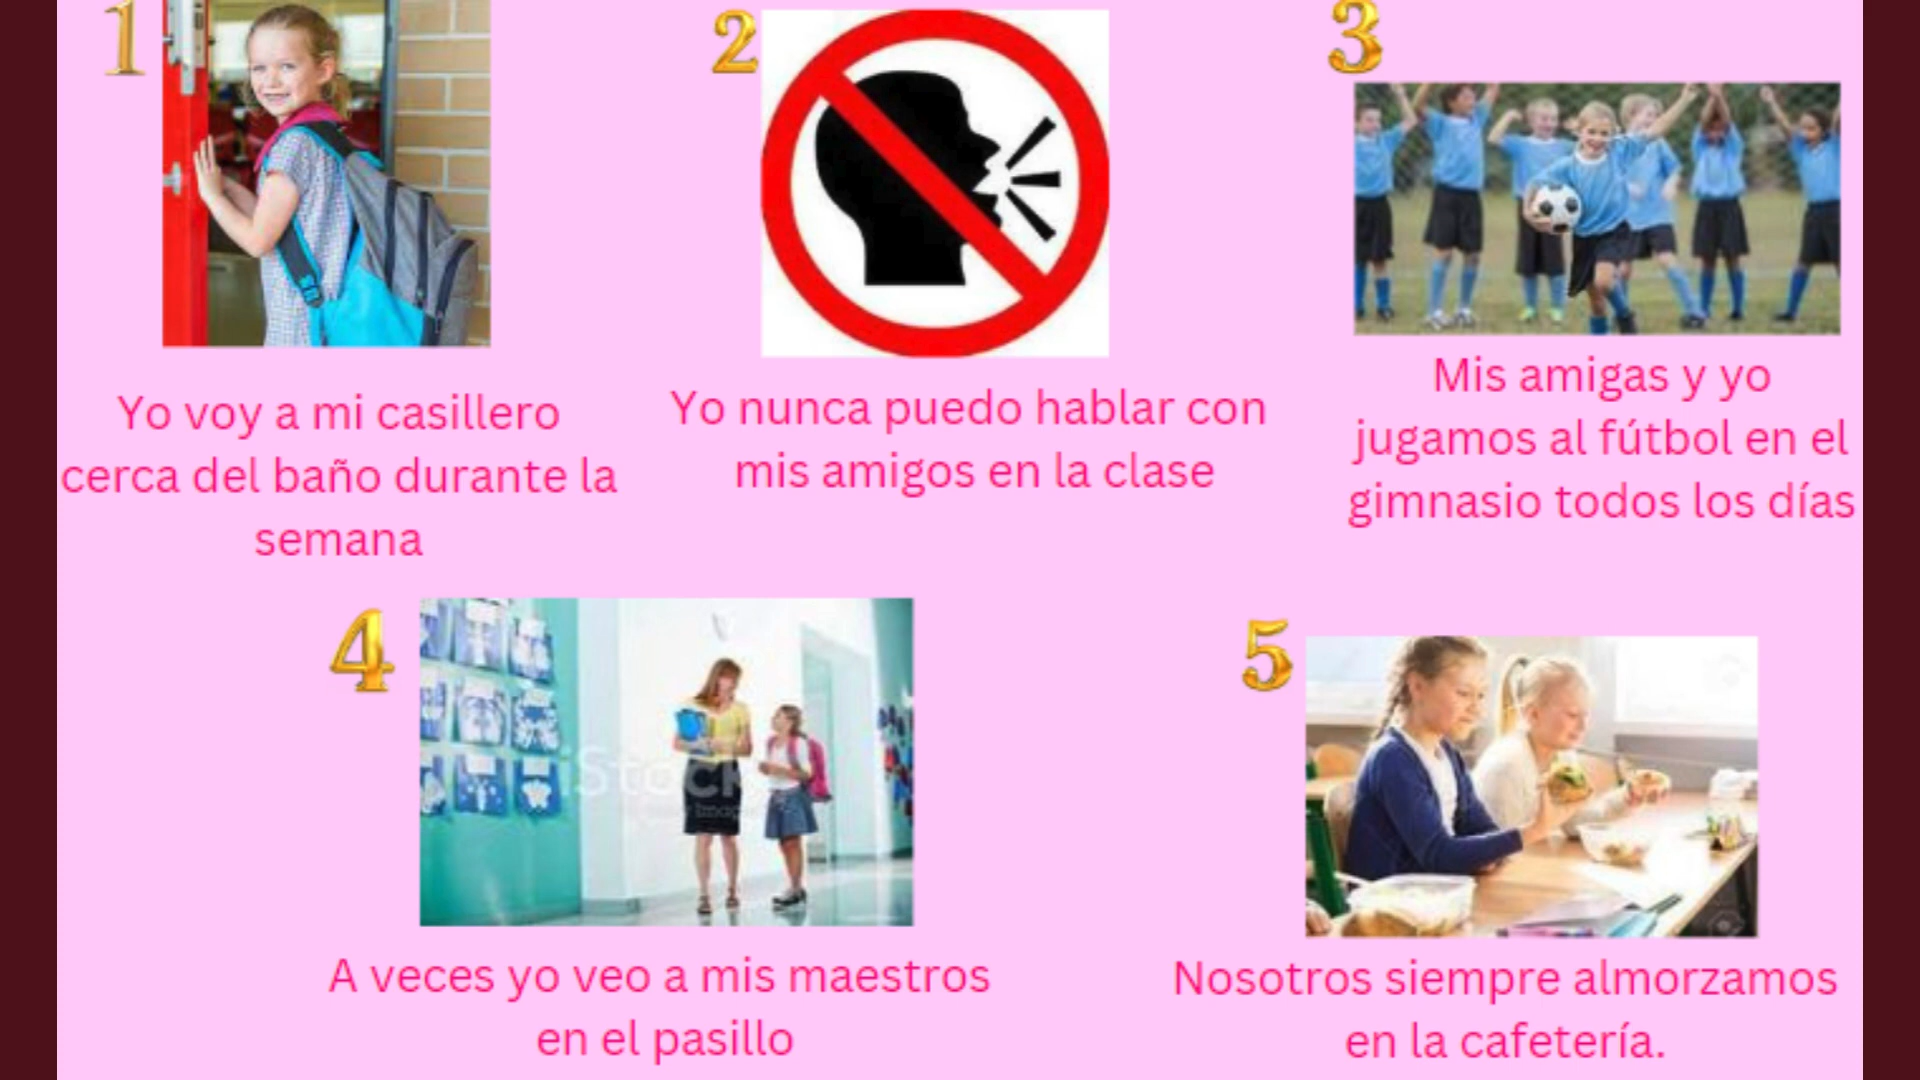 1
Yo voy a mi casillero
cerca del baño durante la
semana
2
Yo nunca puedo hablar con
mis amigos en la clase
3
Mis amigas y yo
jugamos al fútbol en el
gimnasio todos los días
4
iStock
A veces yo veo a mis maestros
en el pasillo
5
Nosotros siempre almorzamos
en la cafetería.